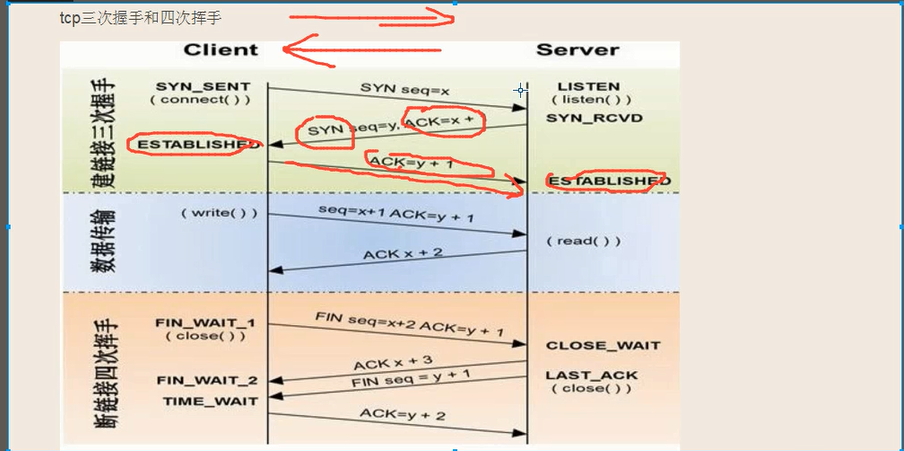 tcp三次握手和四次挥手
Client
Server
建链接三次握手
SYN_SENT
(connect())
SYN seq=x
LISTEN
(listen())
SYN_RCVD
SYN seq=y, ACK=x +
ESTABLISHED
ACK=y + 1
ESTABLISHED
数据传输
(write())
seq=x+1 ACK=y + 1
(read())
ACK x + 2
断链接四次挥手
FIN_WAIT_1
(close())
FIN seq=x+2 ACK=y + 1
CLOSE_WAIT
ACK x + 3
FIN_WAIT_2
FIN seq = y + 1
LAST_ACK
(close())
TIME_WAIT
ACK=y + 2